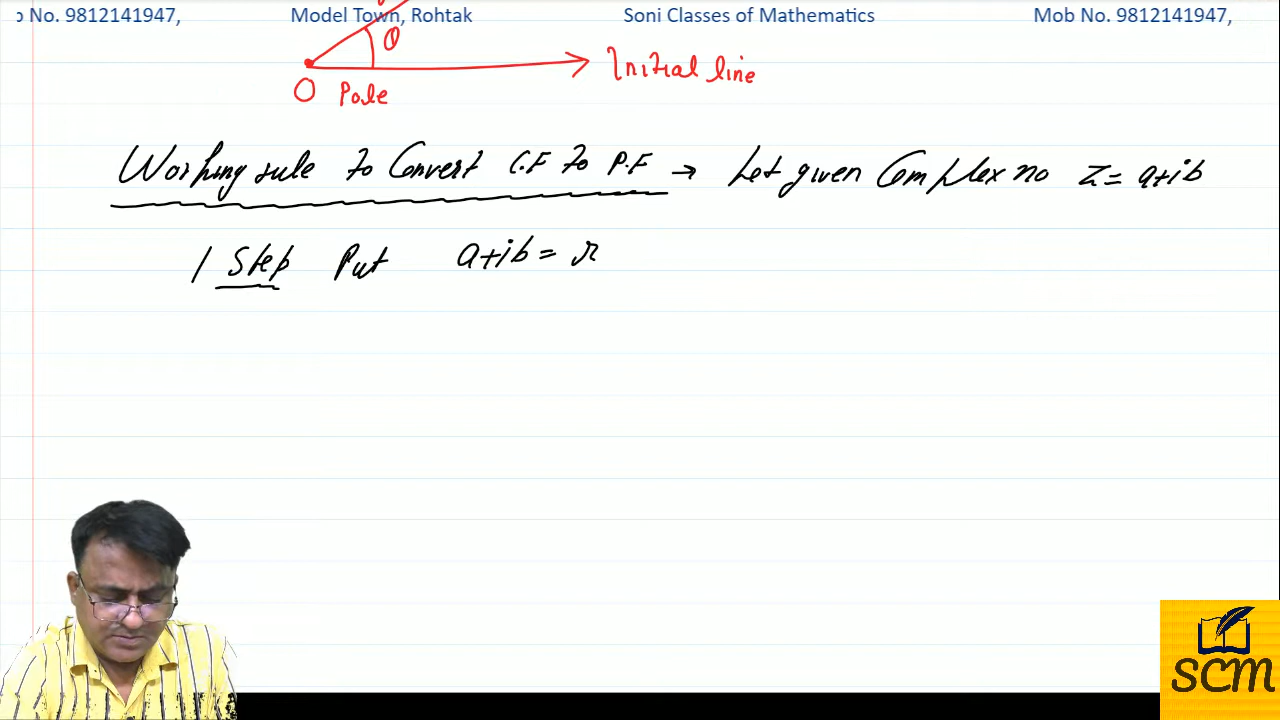 o No. 9812141947, Model Town, Rohtak Soni Classes of Mathematics Mob No. 9812141947,
θ
Initial line
O Pole
Working rule to Convert C.F to P.F → Let given Complex no Z = a+ib
1 Step Put a+ib = r
SCM